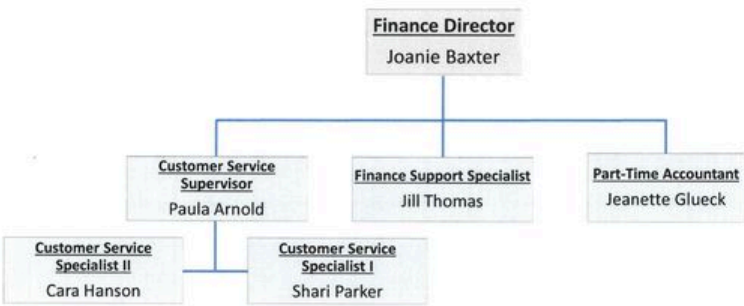 Finance Director
Joanie Baxter
Customer Service
Supervisor
Paula Arnold
Finance Support Specialist
Jill Thomas
Part-Time Accountant
Jeanette Glueck
Customer Service
Specialist II
Cara Hanson
Customer Service
Specialist I
Shari Parker